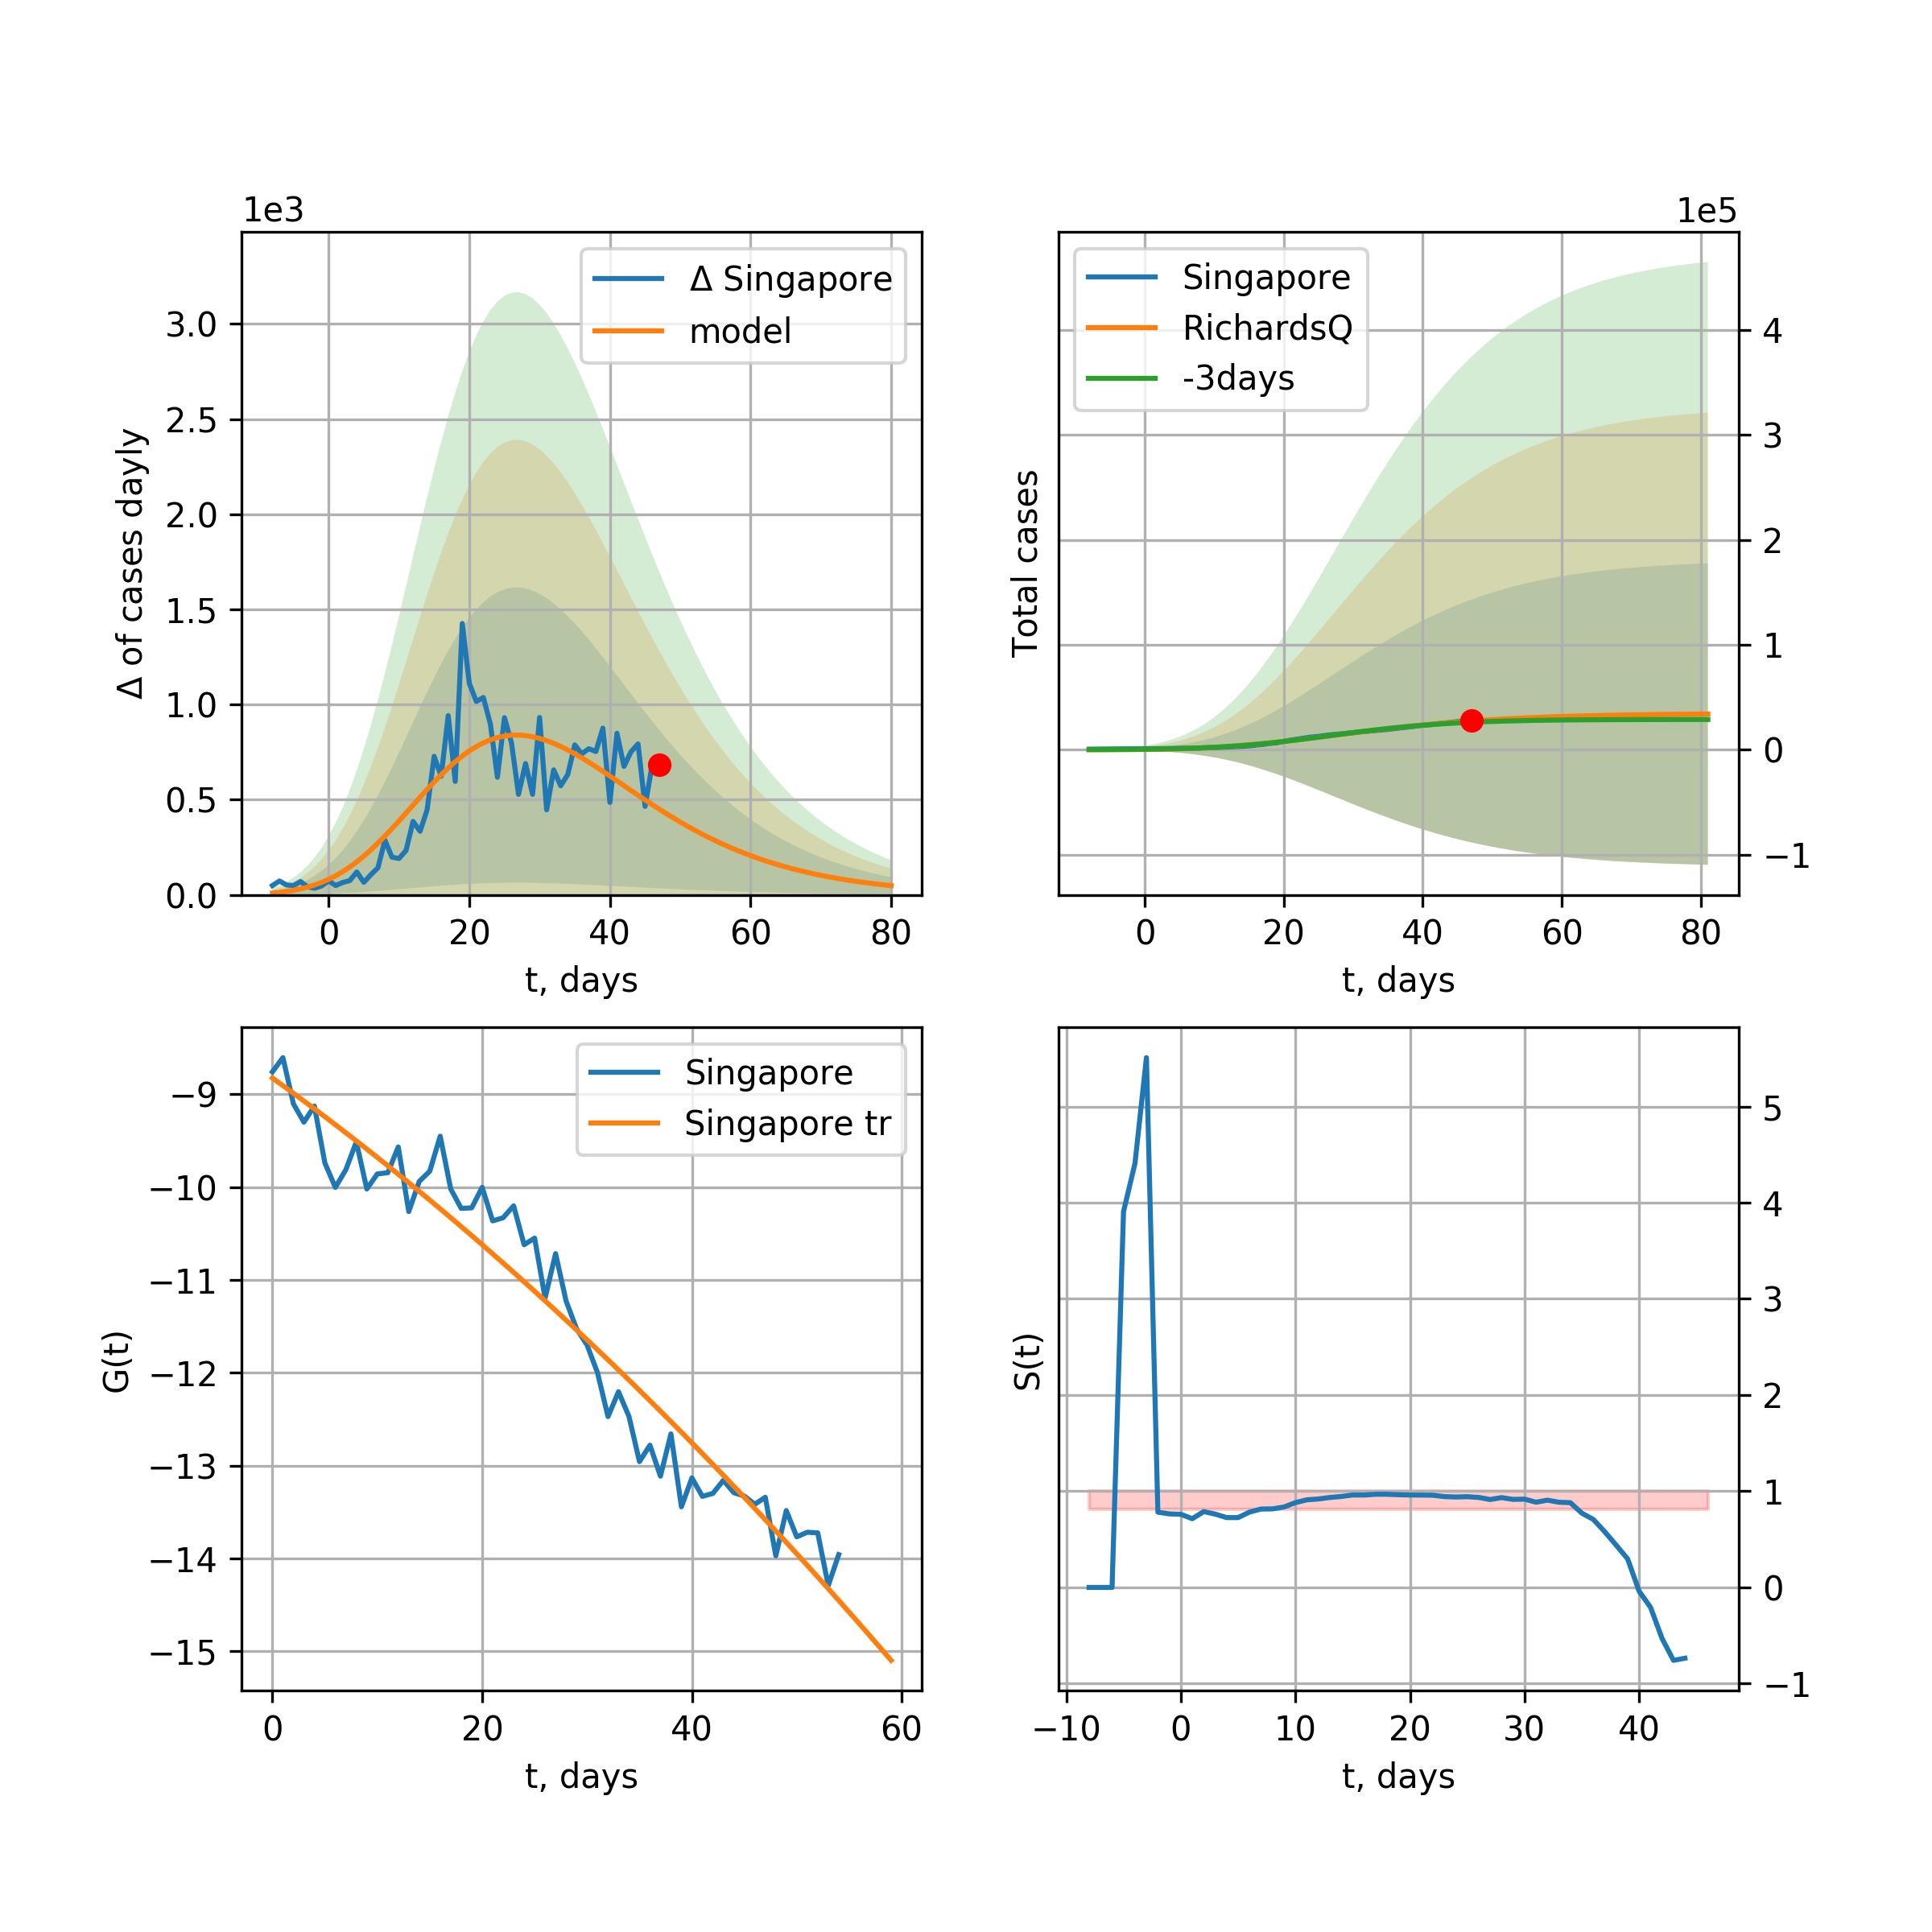 1e3
Δ Singapore
model
Δ of cases dayly
3.0
2.5
2.0
1.5
1.0
0.5
0.0
0 20 40 60 80
t, days
1e5
Singapore
RichardsQ
-3days
Total cases
4
3
2
1
0
−1
0 20 40 60 80
t, days
Singapore
Singapore tr
G(t)
−9
−10
−11
−12
−13
−14
−15
0 20 40 60
t, days
S(t)
5
4
3
2
1
0
−1
−10 0 10 20 30 40
t, days